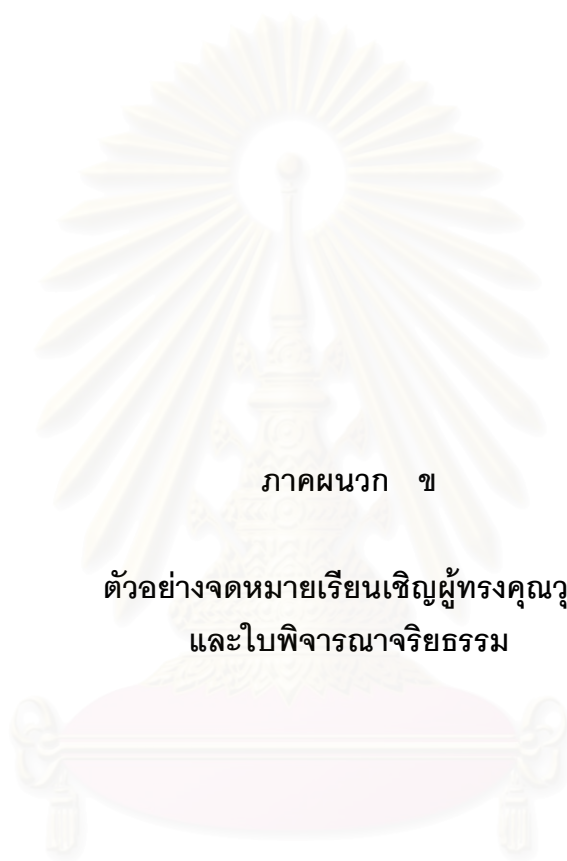 ภาคผนวก ข
ตัวอย่างจดหมายเรียนเชิญผู้ทรงคุณวุ
และใบพิจารณาจริยธรรม